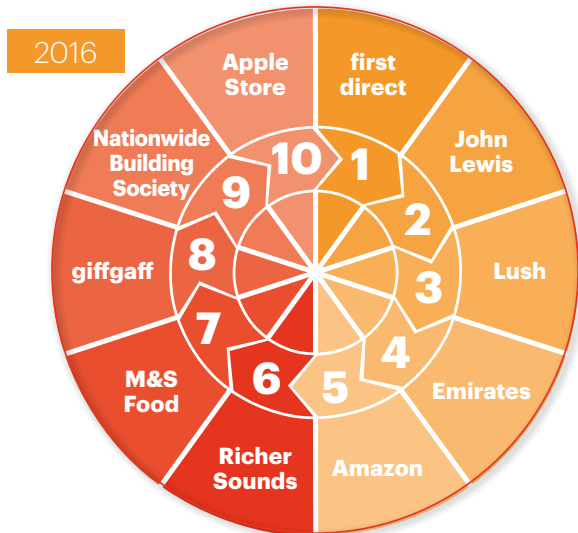 2016
first
direct
1
John
Lewis
2
Lush
3
Emirates
4
Amazon
5
Richer
Sounds
6
M&S
Food
7
giffgaff
8
Nationwide
Building
Society
9
Apple
Store
10